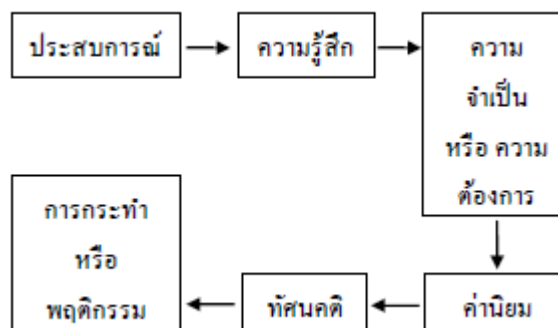 ประสบการณ์
ความรู้สึก
ความ
จำเป็น
หรือ ความ
ต้องการ
ค่านิยม
ทัศนคติ
การกระทำ
หรือ
พฤติกรรม